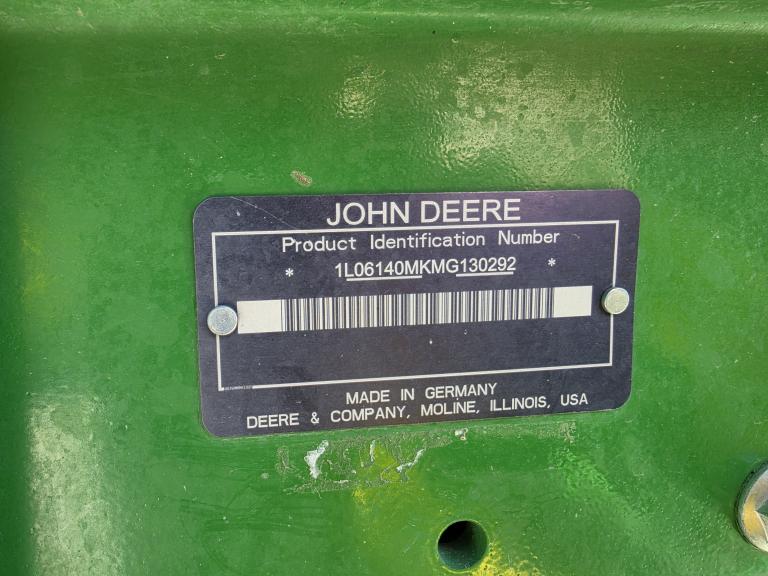 JOHN DEERE
Product Identification Number
* 1L06140MKMG130292 *
MADE IN GERMANY
DEERE & COMPANY, MOLINE, ILLINOIS, USA